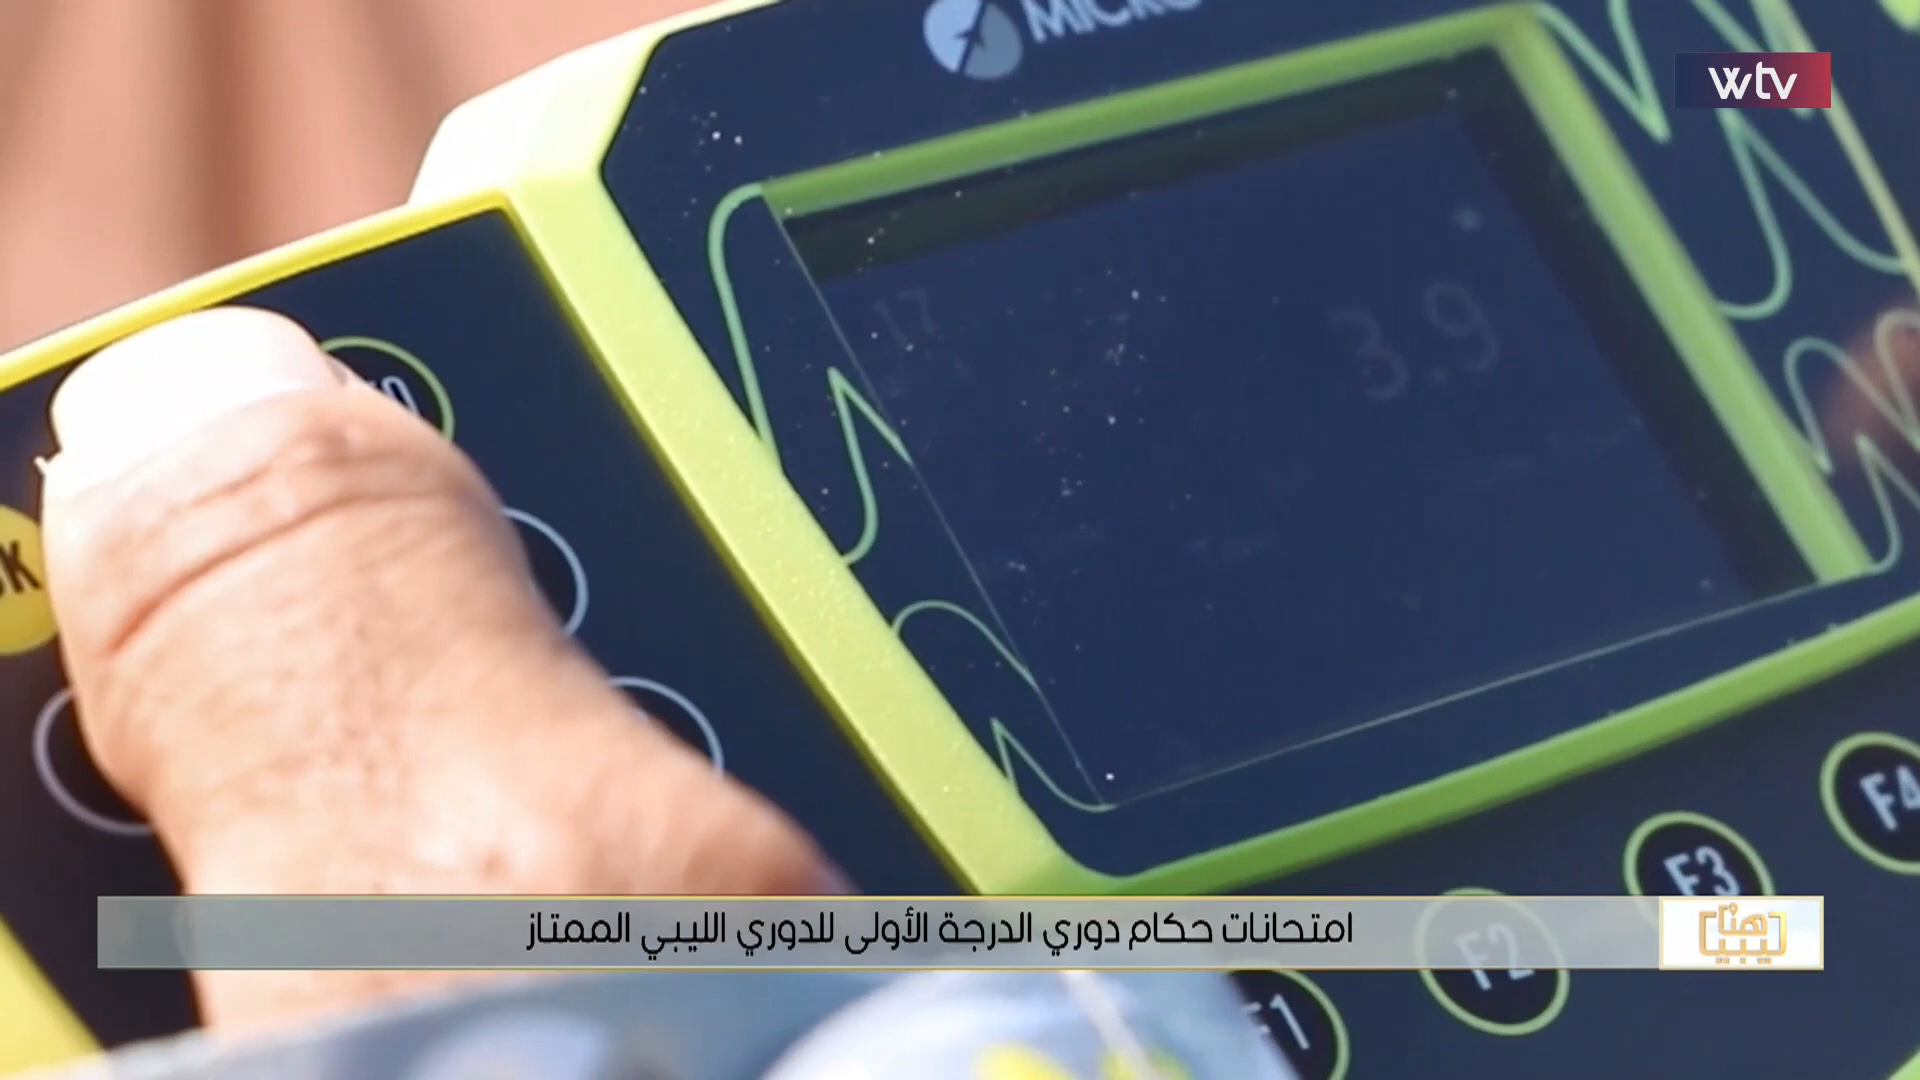 MICRO
wtv
17
3.9
OK
F4
F3
امتحانات حكام دوري الدرجة الأولى للدوري الليبي الممتاز
هنا
ليبيا
F2
F1